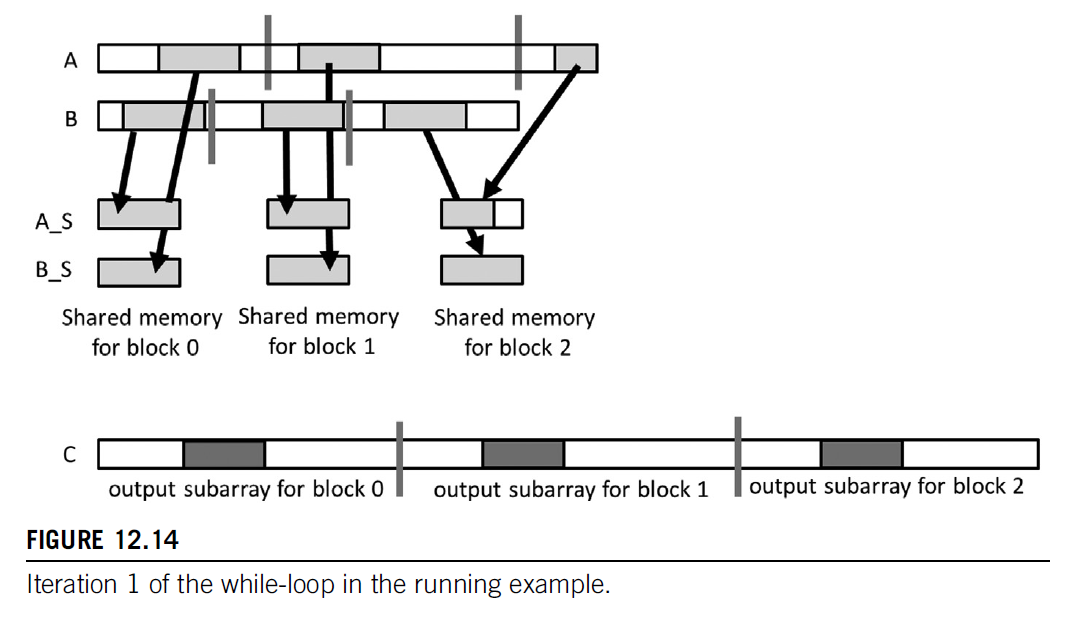 A
B
A_S
B_S
Shared memory for block 0
Shared memory for block 1
Shared memory for block 2
C
output subarray for block 0
output subarray for block 1
output subarray for block 2
FIGURE 12.14
Iteration 1 of the while-loop in the running example.